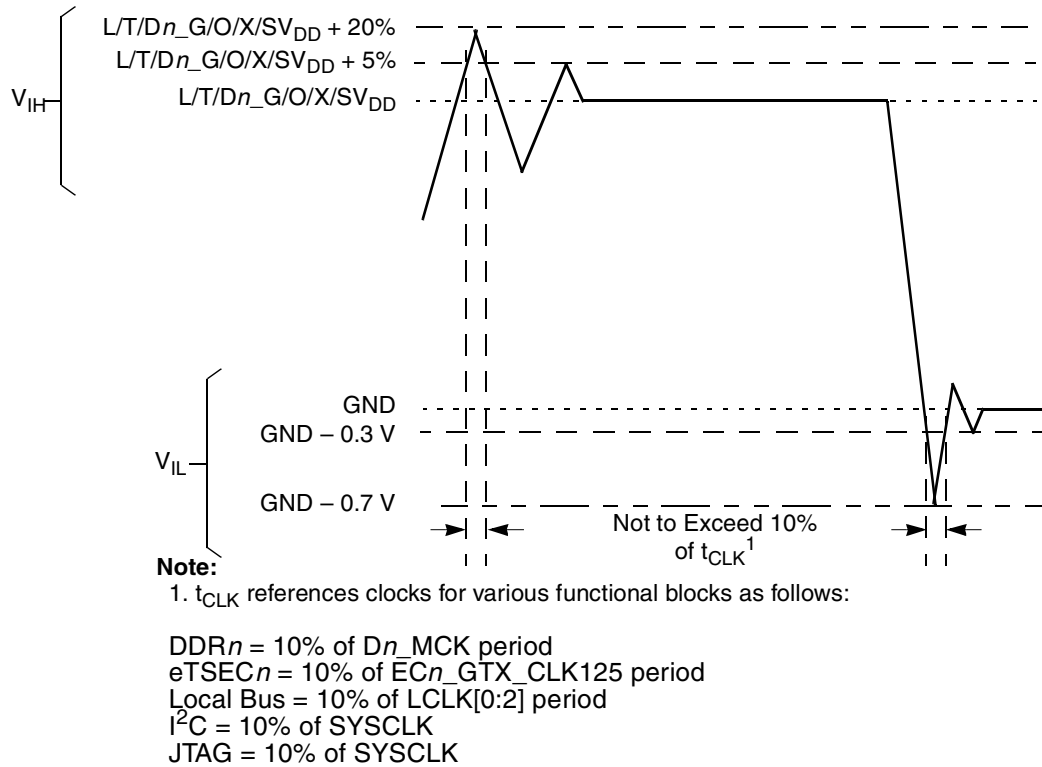 L/T/Dn_G/O/X/SVDD + 20%
L/T/Dn_G/O/X/SVDD + 5%
L/T/Dn_G/O/X/SVDD
VIH
GND
GND – 0.3 V
VIL
GND – 0.7 V
Not to Exceed 10%
of tCLK1
Note:
1. tCLK references clocks for various functional blocks as follows:
DDRn = 10% of Dn_MCK period
eTSECn = 10% of ECn_GTX_CLK125 period
Local Bus = 10% of LCLK[0:2] period
I2C = 10% of SYSCLK
JTAG = 10% of SYSCLK